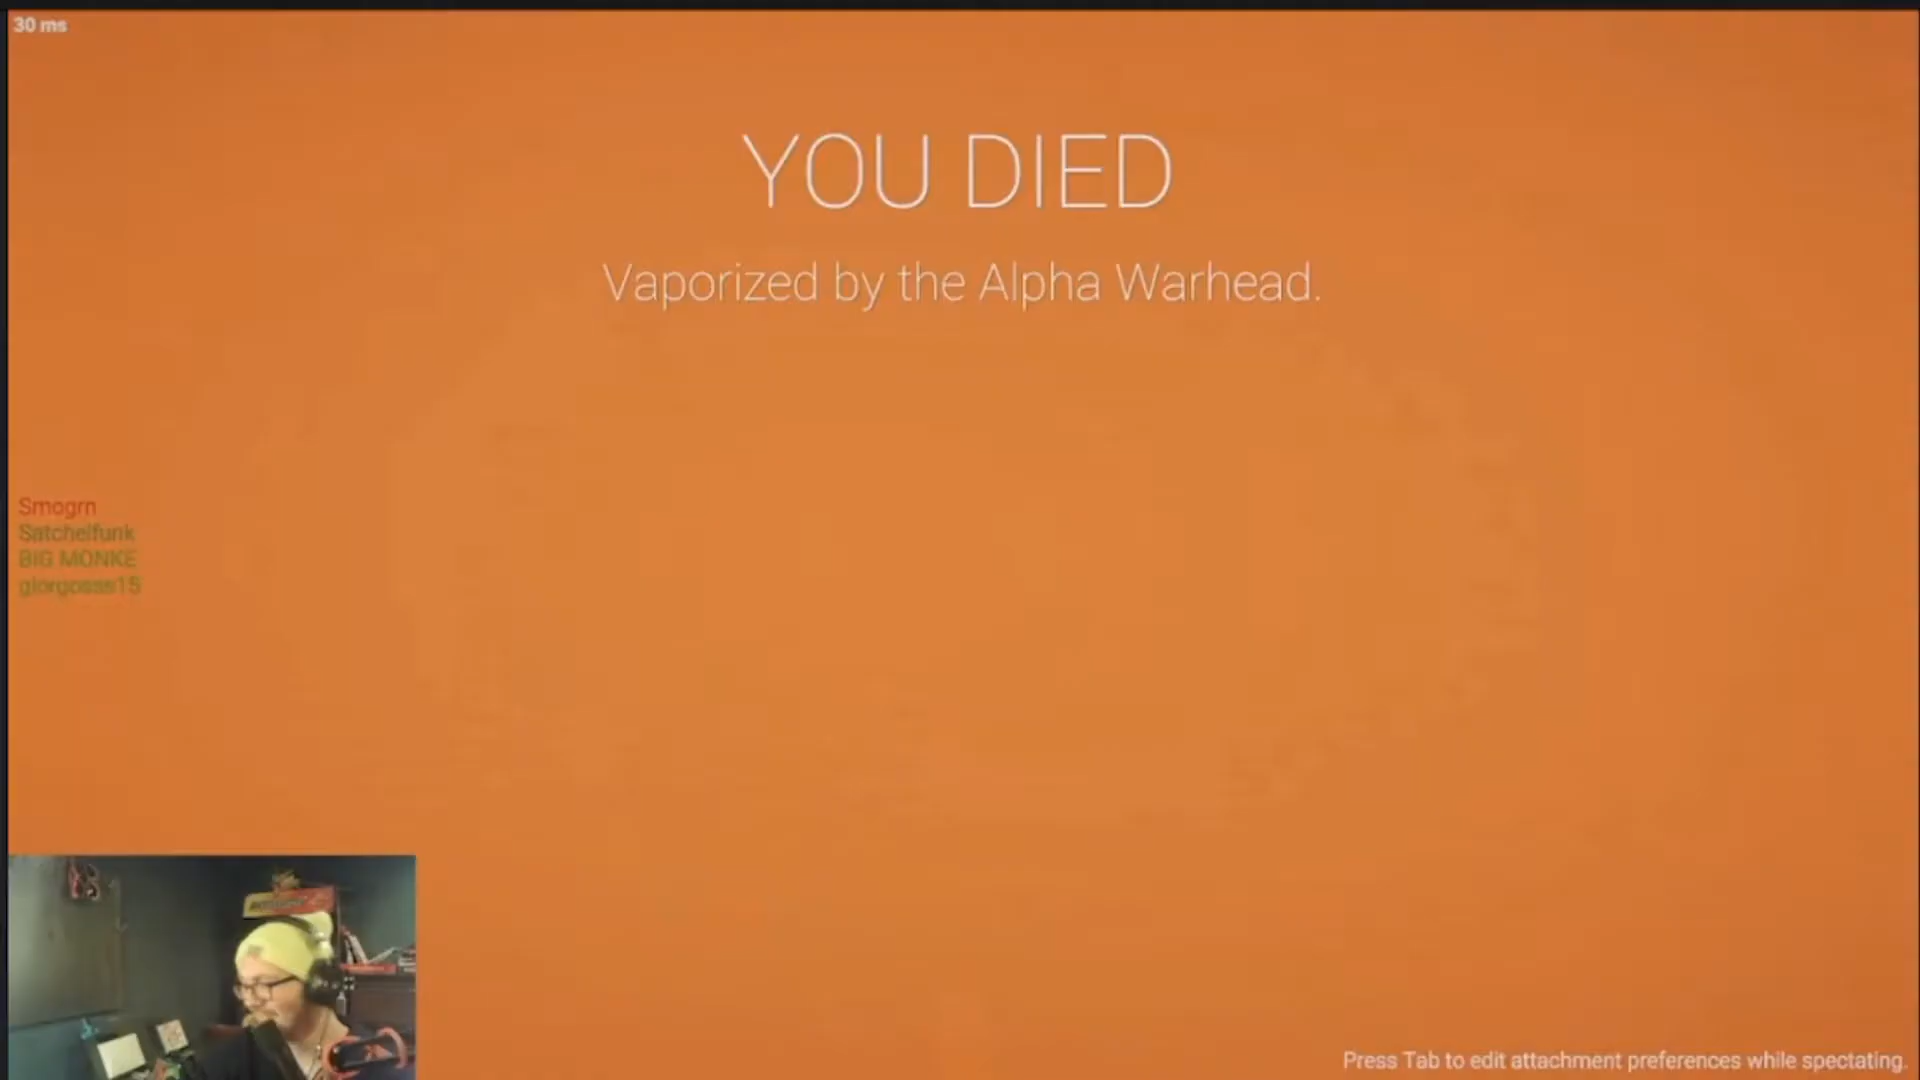 30 ms
YOU DIED
Vaporized by the Alpha Warhead.
Smogrn
Satchelfunk
BIG MONKE
giorgosss15
Press Tab to edit attachment preferences while spectating.